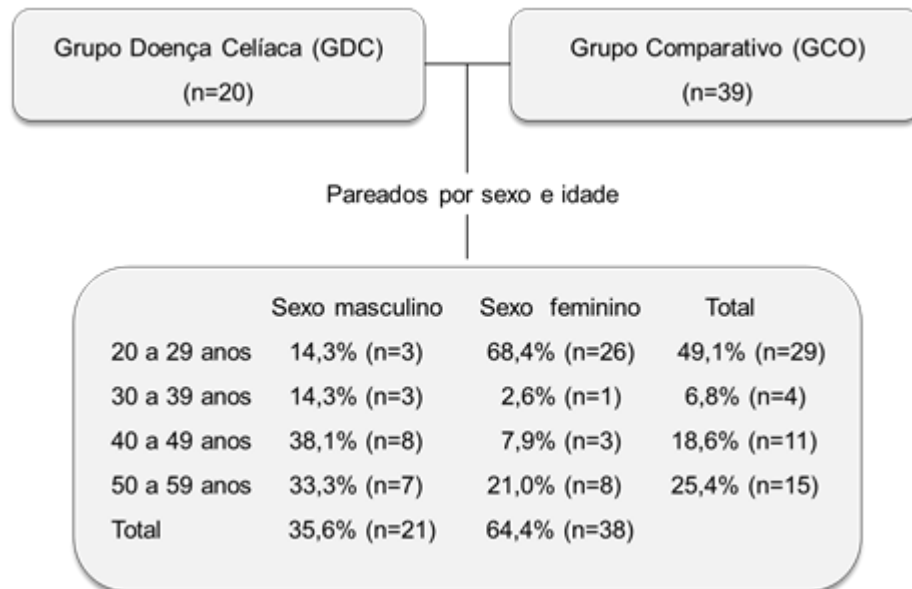 Grupo Doença Celíaca (GDC)
(n=20)
Grupo Comparativo (GCO)
(n=39)
Pareados por sexo e idade
Sexo masculino Sexo feminino Total
20 a 29 anos 14,3% (n=3) 68,4% (n=26) 49,1% (n=29)
30 a 39 anos 14,3% (n=3) 2,6% (n=1) 6,8% (n=4)
40 a 49 anos 38,1% (n=8) 7,9% (n=3) 18,6% (n=11)
50 a 59 anos 33,3% (n=7) 21,0% (n=8) 25,4% (n=15)
Total 35,6% (n=21) 64,4% (n=38)